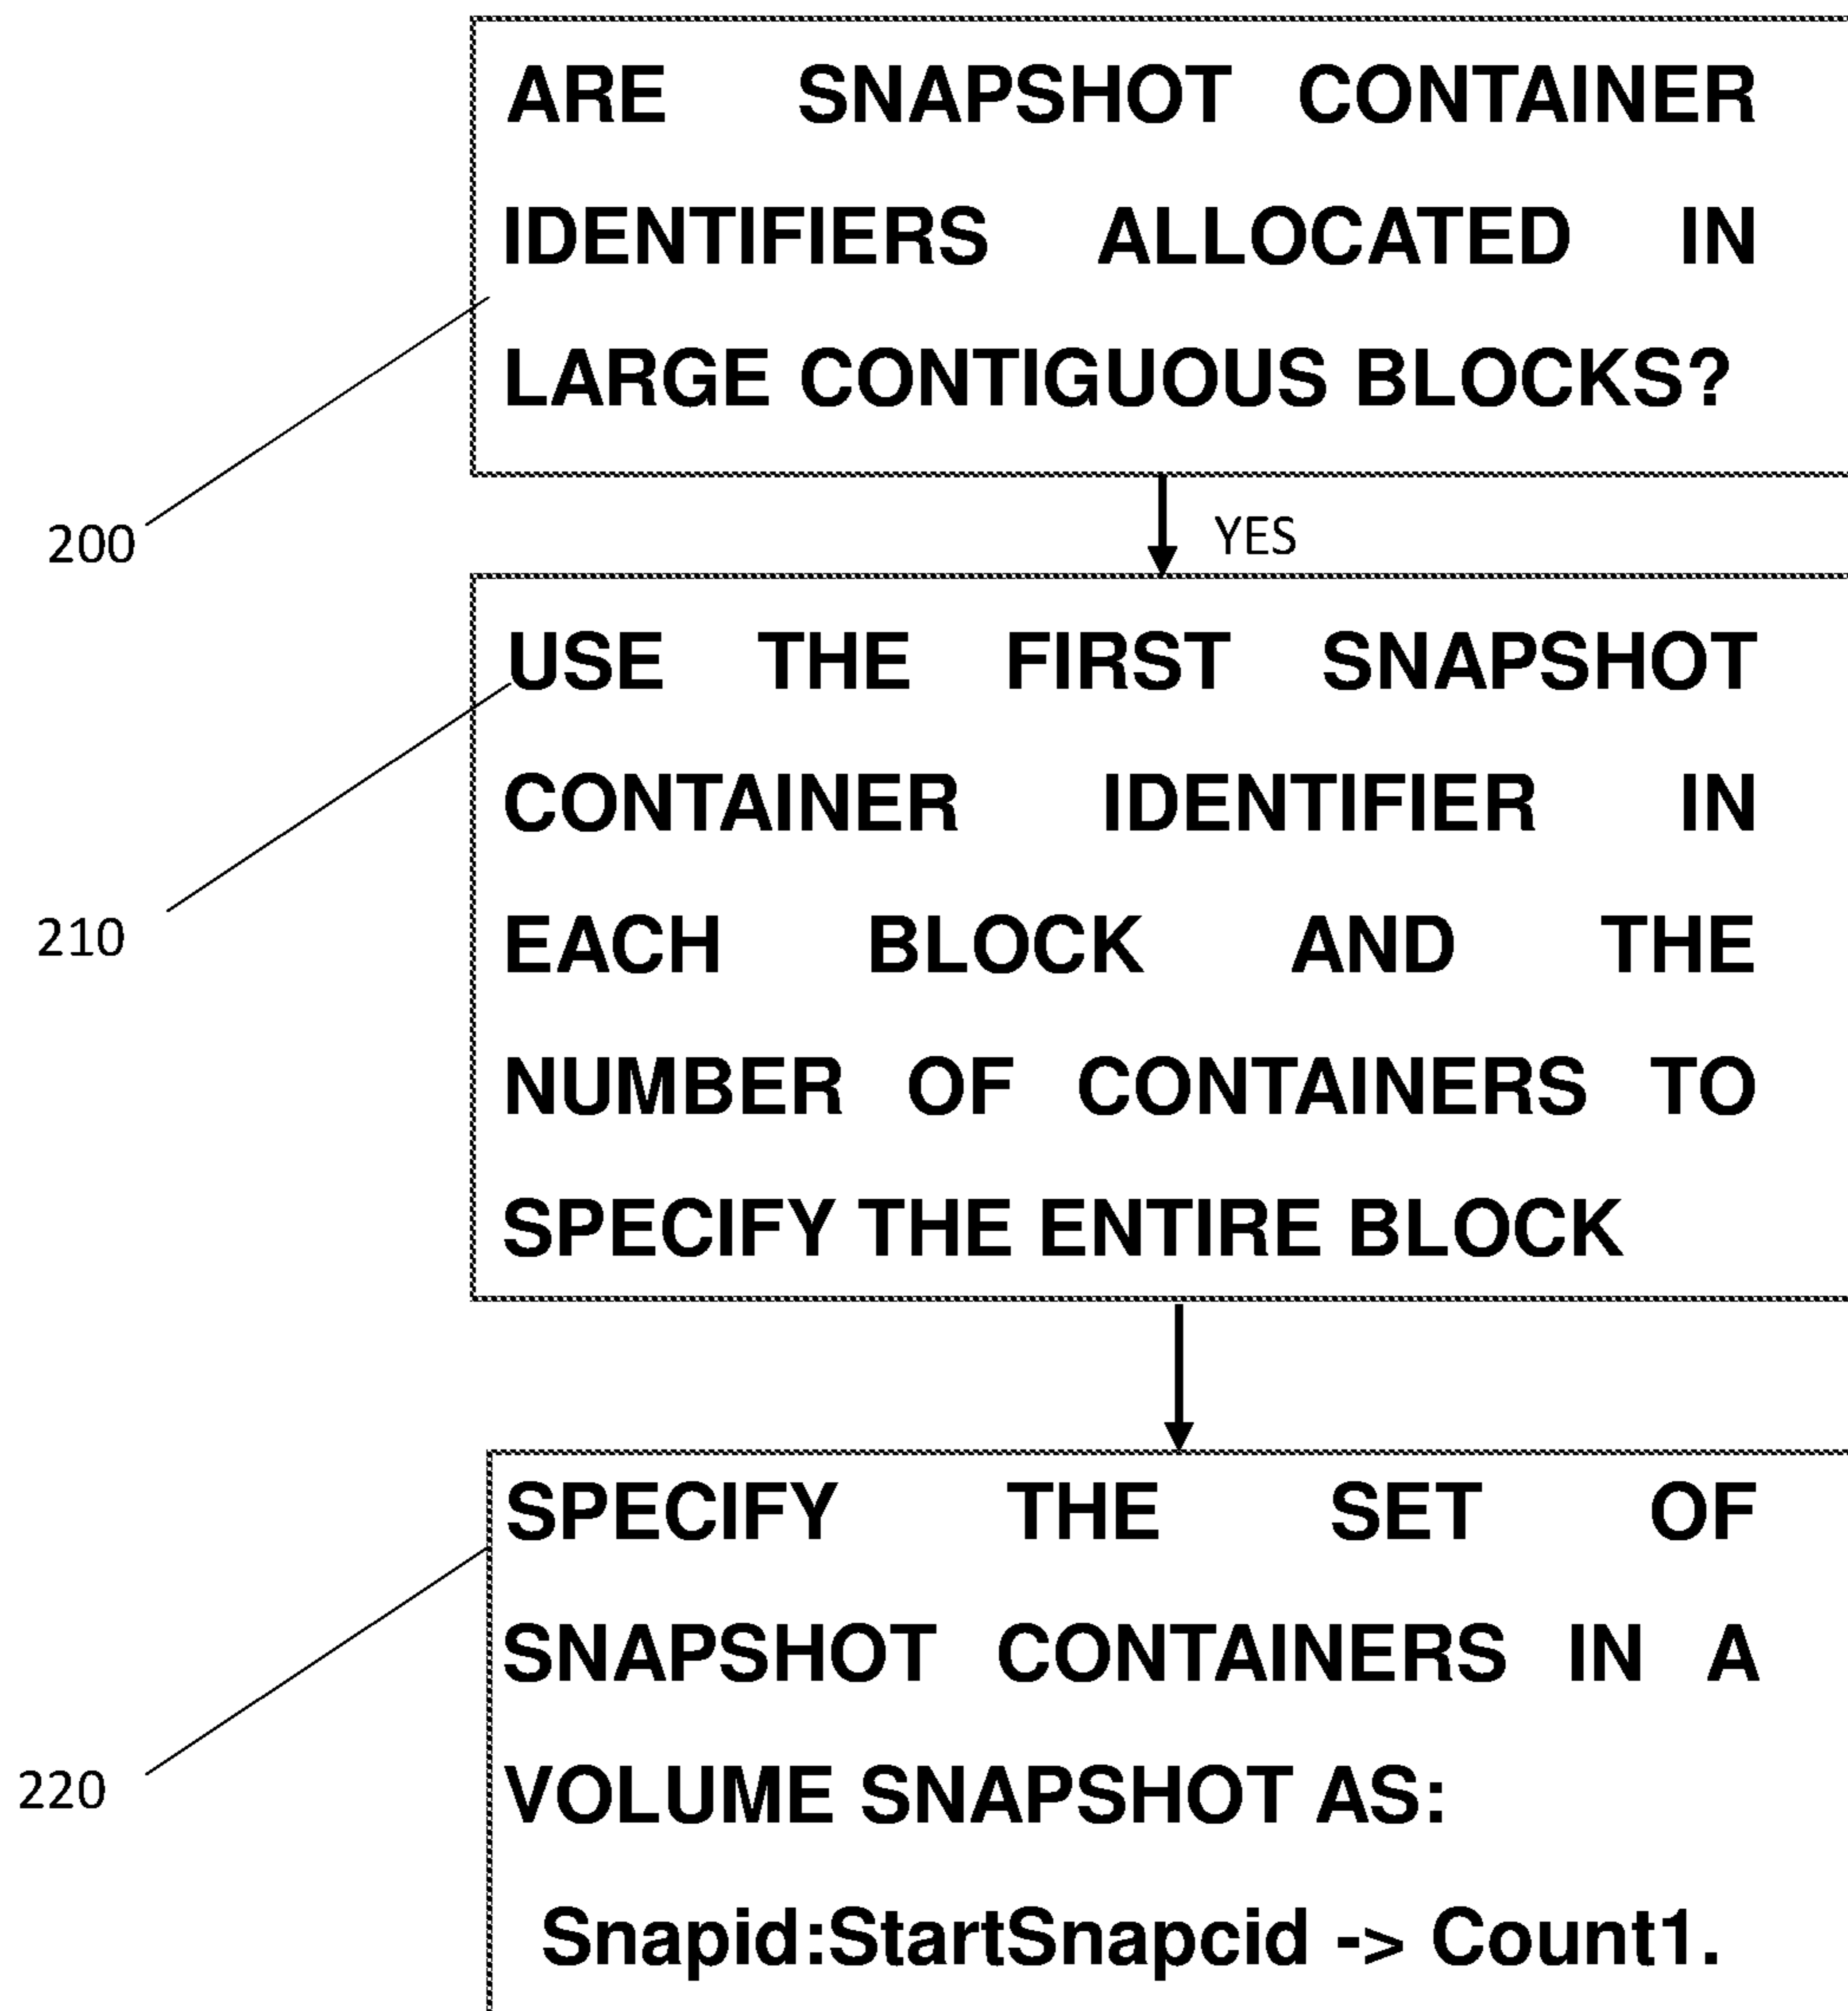 ARE SNAPSHOT CONTAINER
IDENTIFIERS ALLOCATED IN
LARGE CONTIGUOUS BLOCKS?
200
YES
USE THE FIRST SNAPSHOT
CONTAINER IDENTIFIER IN
EACH BLOCK AND THE
210
NUMBER OF CONTAINERS TO
SPECIFY THE ENTIRE BLOCK
SPECIFY THE SET OF
SNAPSHOT CONTAINERS IN A
VOLUME SNAPSHOT AS:
220
Snapid:StartSnapcid -> Count1.